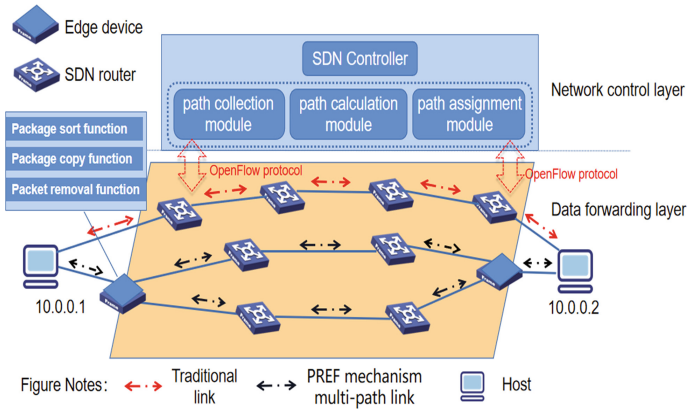 Edge device
SDN router
SDN Controller
path collection
module
path calculation
module
path assignment
module
Network control layer
Package sort function
Package copy function
Packet removal function
OpenFlow protocol
OpenFlow protocol
Data forwarding layer
10.0.0.1
10.0.0.2
Figure Notes:
Traditional
link
PREF mechanism
multi-path link
Host